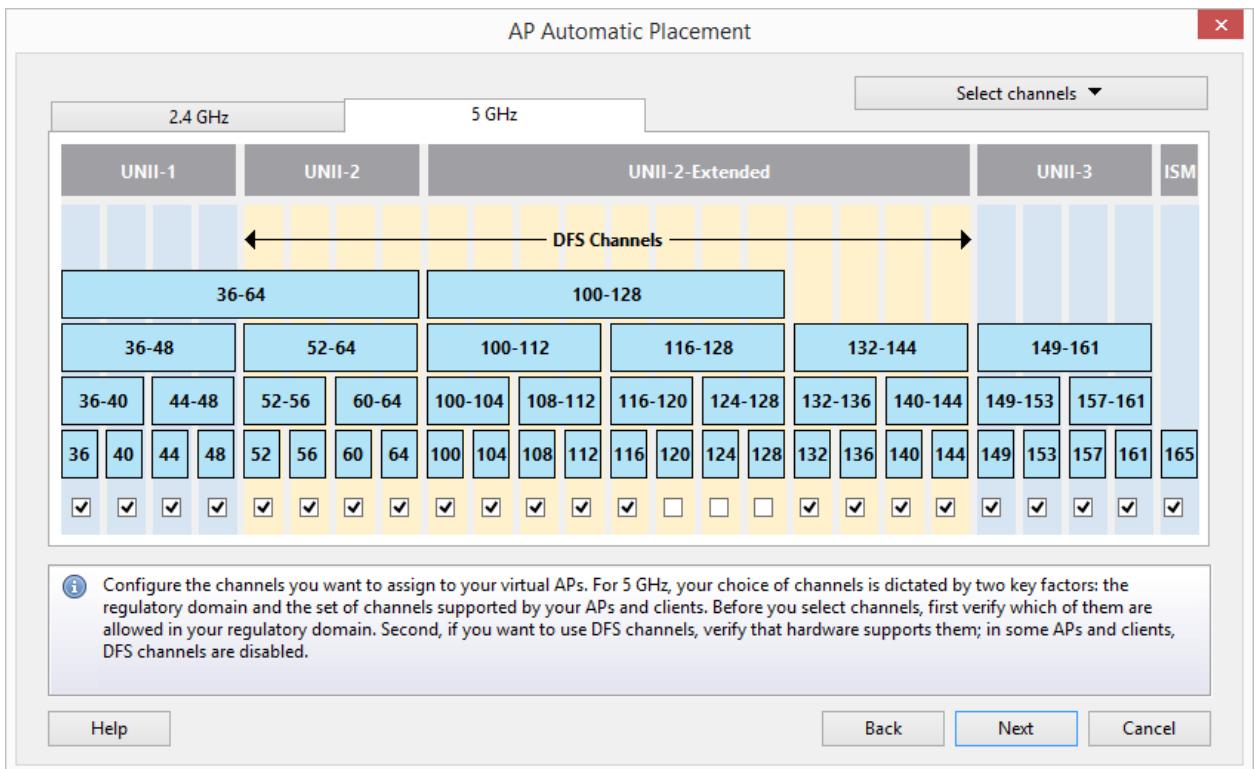 AP Automatic Placement
Select channels
2.4 GHz 5 GHz
UNII-1 UNII-2 UNII-2-Extended UNII-3 ISM
DFS Channels
36-64 100-128
36-48 52-64 100-112 116-128 132-144 149-161
36-40 44-48 52-56 60-64 100-104 108-112 116-120 124-128 132-136 140-144 149-153 157-161
36 40 44 48 52 56 60 64 100 104 108 112 116 120 124 128 132 136 140 144 149 153 157 161 165
Configure the channels you want to assign to your virtual APs. For 5 GHz, your choice of channels is dictated by two key factors: the
regulatory domain and the set of channels supported by your APs and clients. Before you select channels, first verify which of them are
allowed in your regulatory domain. Second, if you want to use DFS channels, verify that hardware supports them; in some APs and clients,
DFS channels are disabled.
Help Back Next Cancel